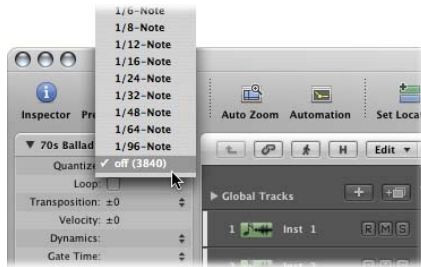 1/6-Note
1/8-Note
1/12-Note
1/16-Note
1/24-Note
1/32-Note
1/48-Note
1/64-Note
1/96-Note
✓ off (3840)
Inspector
Auto Zoom
Automation
70s Ballad
H
Edit
Quantize
Loop:
Transposition: ±0
Velocity: ±0
Dynamics:
Gate Time:
Global Tracks
1 Inst 1
R M S